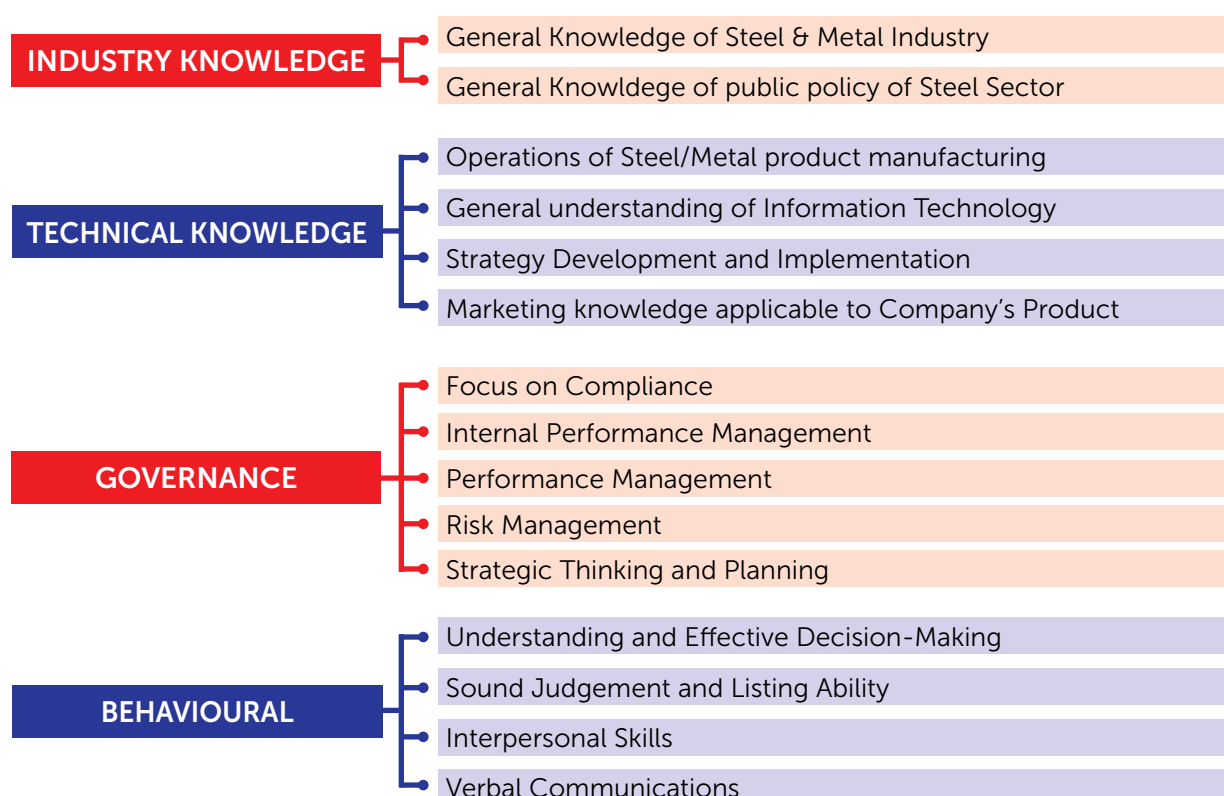 INDUSTRY KNOWLEDGE
General Knowledge of Steel & Metal Industry
General Knowldege of public policy of Steel Sector
TECHNICAL KNOWLEDGE
Operations of Steel/Metal product manufacturing
General understanding of Information Technology
Strategy Development and Implementation
Marketing knowledge applicable to Company's Product
GOVERNANCE
Focus on Compliance
Internal Performance Management
Performance Management
Risk Management
Strategic Thinking and Planning
BEHAVIOURAL
Understanding and Effective Decision-Making
Sound Judgement and Listing Ability
Interpersonal Skills
Verbal Communications